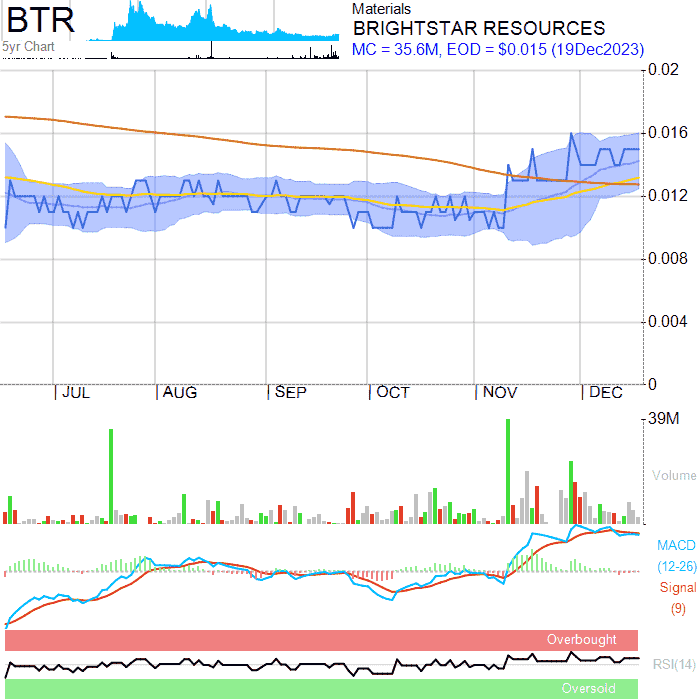 BTR
5yr Chart
Materials
BRIGHTSTAR RESOURCES
MC = 35.6M, EOD = $0.015 (19Dec2023)
0.02
0.016
0.012
0.008
0.004
0
JUL AUG SEP OCT NOV DEC
39M
Volume
MACD
(12-26)
Signal
(9)
Overbought
RSI(14)
Oversold